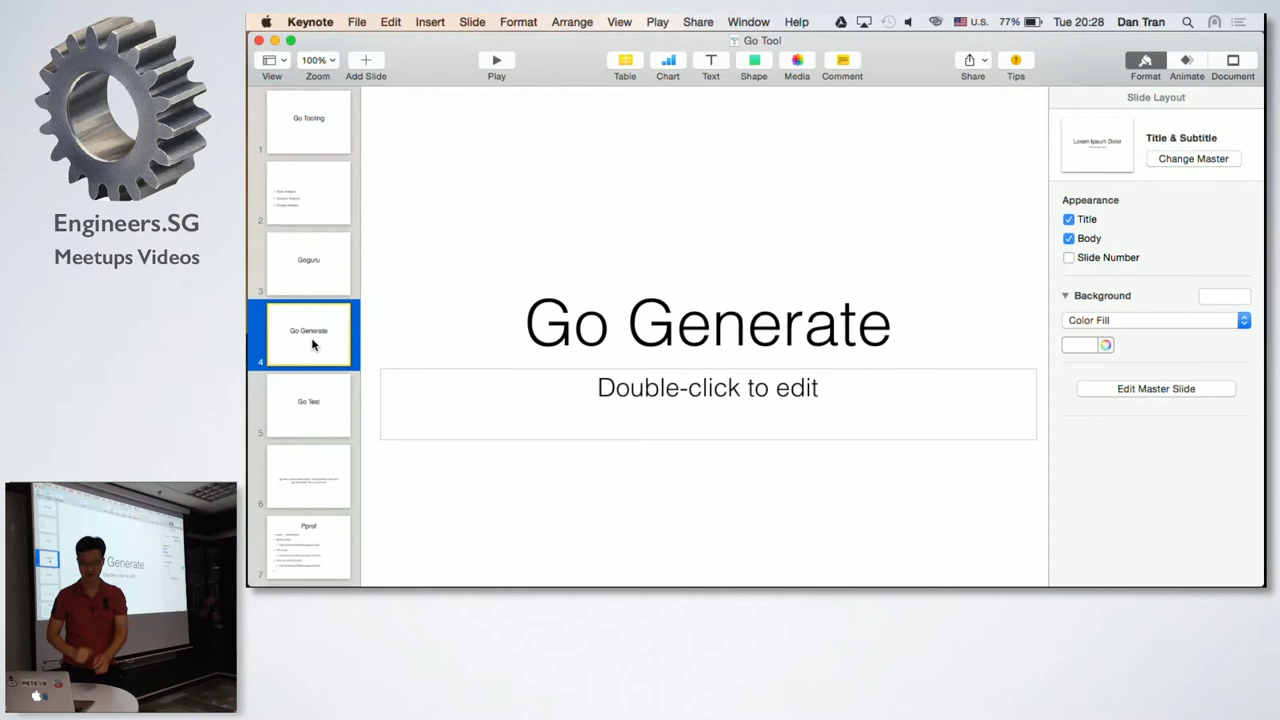 Keynote File Edit Insert Slide Format Arrange View Play Share Window Help U.S. 77% Tue 20:28 Dan Tran
Go Tool
100%
View Zoom Add Slide Play Table Chart Text Shape Media Comment Share Tips Format Animate Document
Slide Layout
Lorem Ipsum Dolor
Title & Subtitle
Change Master
Appearance
Title
Body
Slide Number
Background
Color Fill
Edit Master Slide
Go Tooling
1
2
Goguru
3
Go Generate
4
Go Test
5
6
Pprof
7
Go Generate
Double-click to edit
Engineers.SG
Meetups Videos
Generate